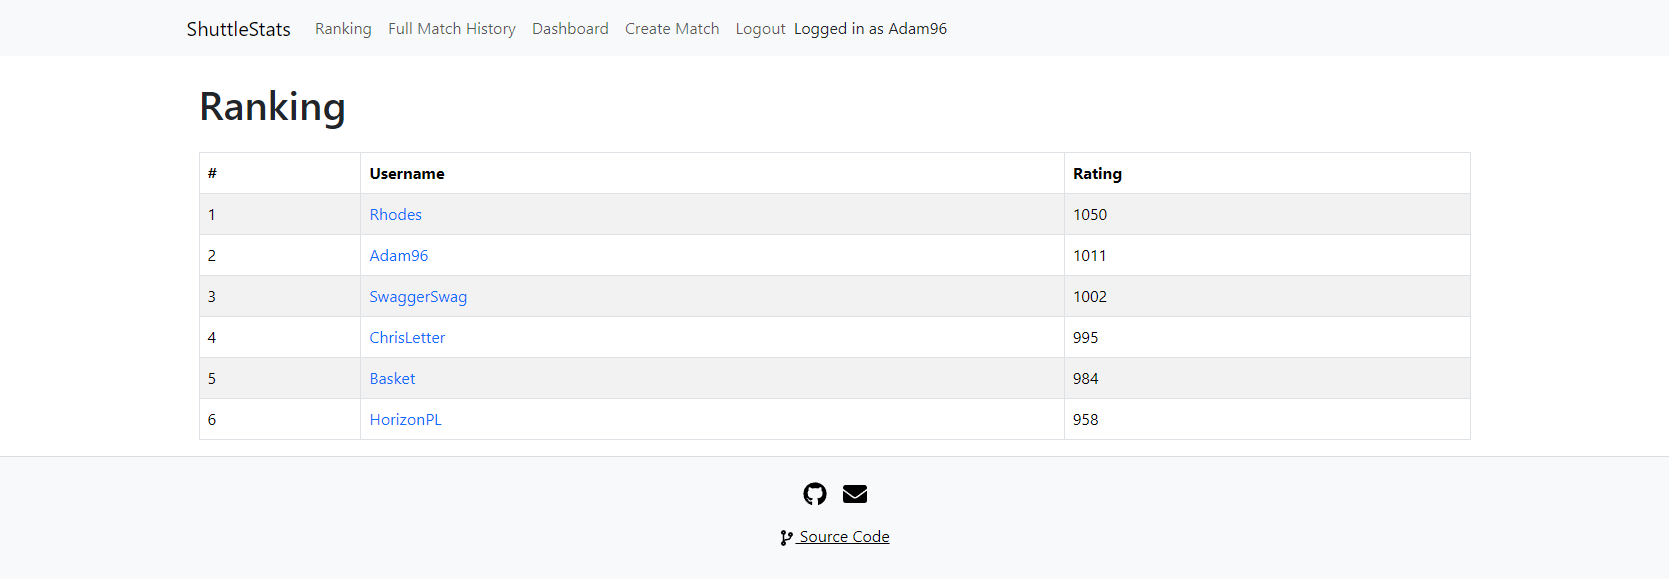 ShuttleStats Ranking Full Match History Dashboard Create Match Logout Logged in as Adam96
Ranking
# Username Rating
1 Rhodes 1050
2 Adam96 1011
3 SwaggerSwag 1002
4 ChrisLetter 995
5 Basket 984
6 HorizonPL 958
Source Code